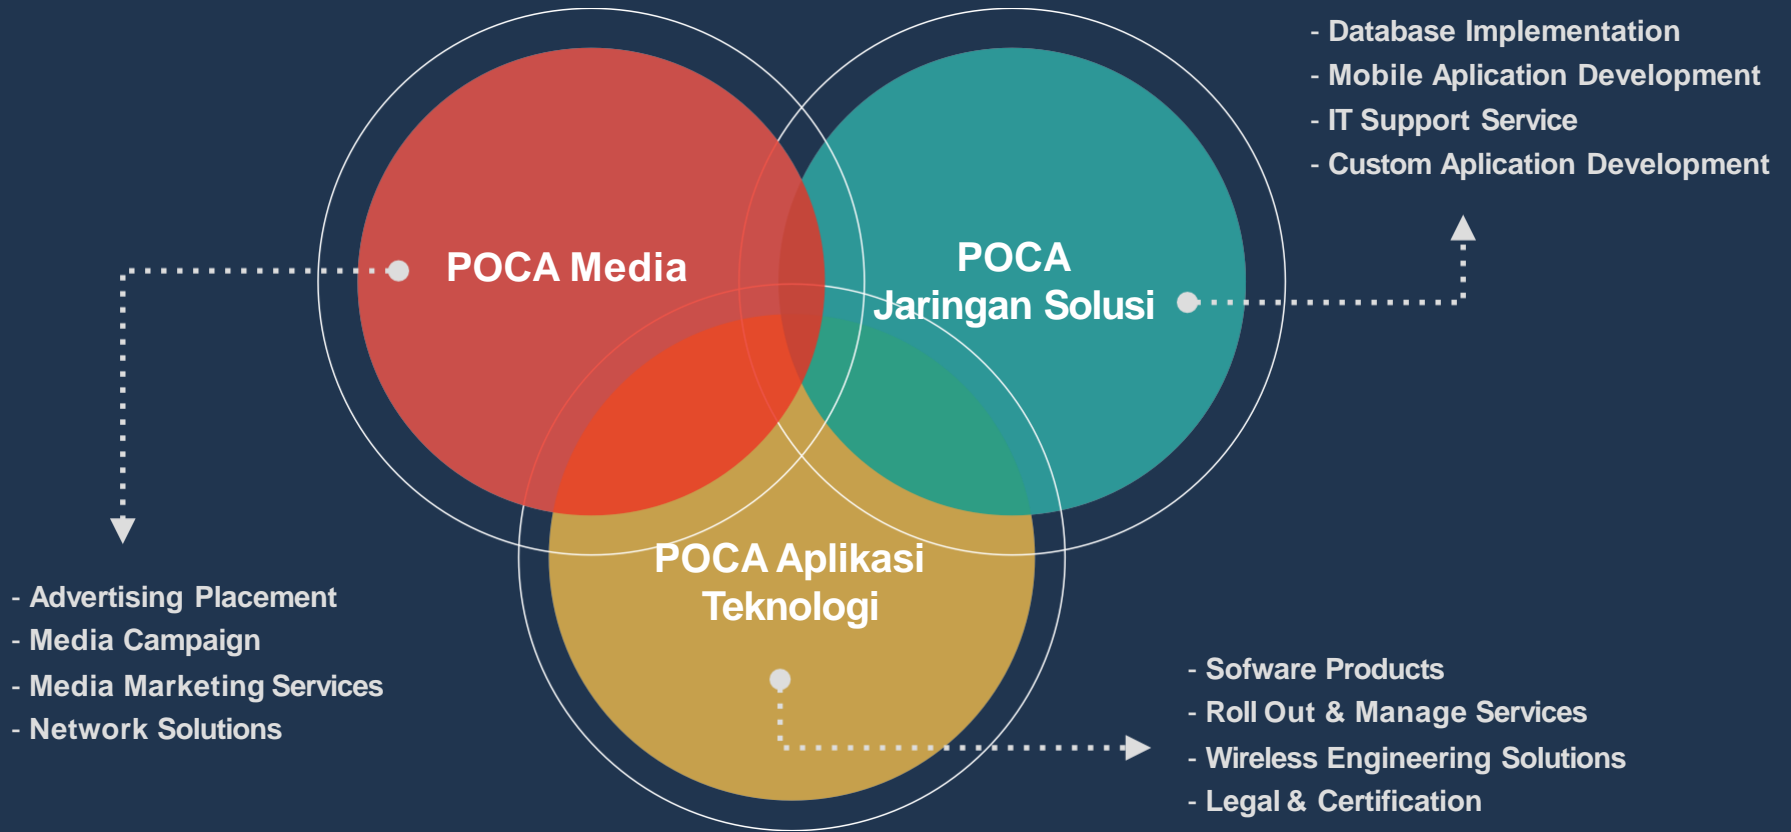 POCA Media
POCA
Jaringan Solusi
POCA Aplikasi
Teknologi
- Database Implementation
- Mobile Aplication Development
- IT Support Service
- Custom Aplication Development
- Advertising Placement
- Media Campaign
- Media Marketing Services
- Network Solutions
- Sofware Products
- Roll Out & Manage Services
- Wireless Engineering Solutions
- Legal & Certification